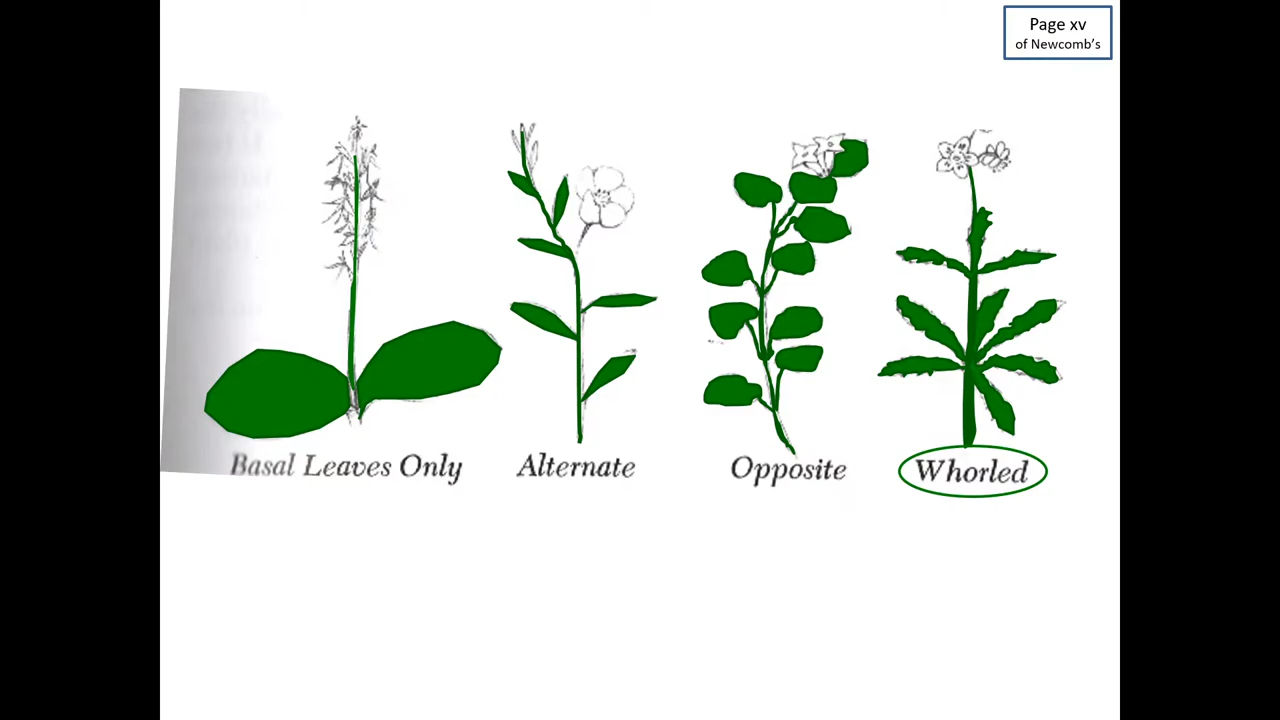 Page xv
of Newcomb's
Basal Leaves Only
Alternate
Opposite
Whorled